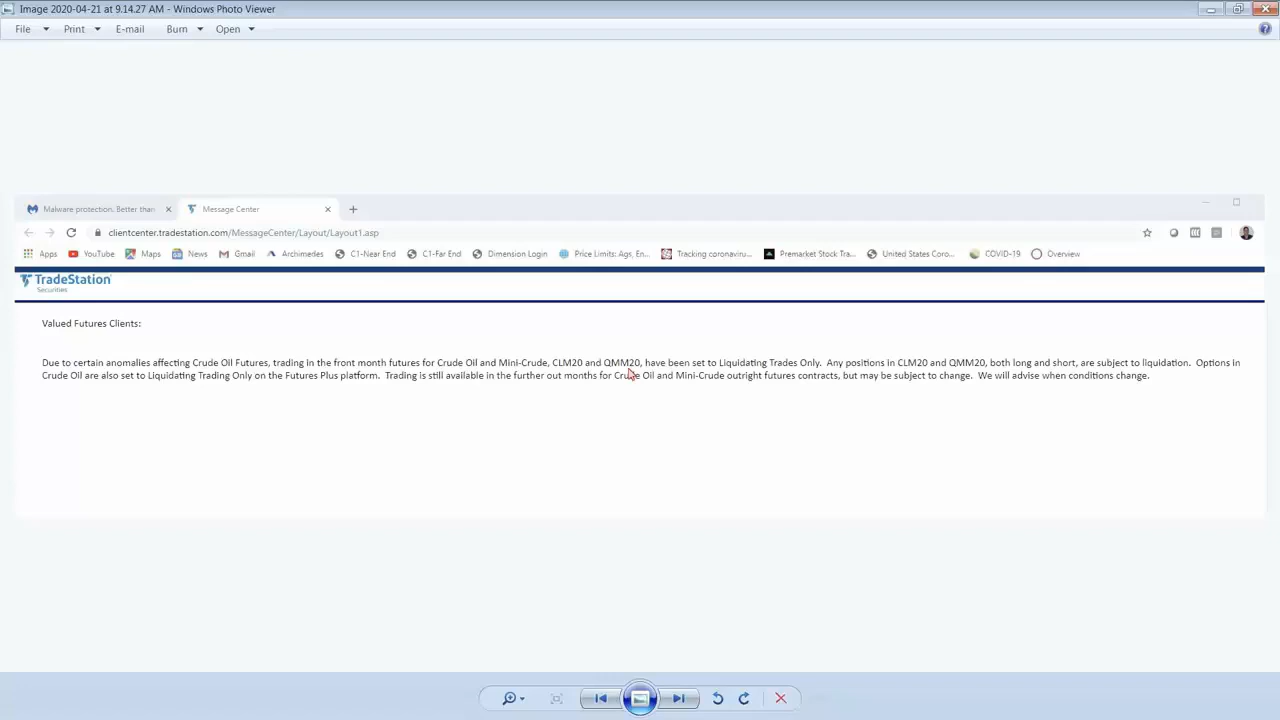 Image 2020-04-21 at 9.14.27 AM - Windows Photo Viewer
File Print E-mail Burn Open
Malware protection. Better than Message Center
clientcenter.tradestation.com/MessageCenter/Layout/Layout1.asp
Apps YouTube Maps News Gmail Archimedes C1-Near End C1-Far End Dimension Login Price Limits: Ag, En... Tracking coronaviru... Premarket Stock Tra... United States Coro... COVID-19 Overview
TradeStation
Securities
Valued Futures Clients:
Due to certain anomalies affecting Crude Oil Futures, trading in the front month futures for Crude Oil and Mini-Crude, CLM20 and QMM20, have been set to Liquidating Trades Only. Any positions in CLM20 and QMM20, both long and short, are subject to liquidation. Options in
Crude Oil are also set to Liquidating Trading Only on the Futures Plus platform. Trading is still available in the further out months for Crude Oil and Mini-Crude outright futures contracts, but may be subject to change. We will advise when conditions change.